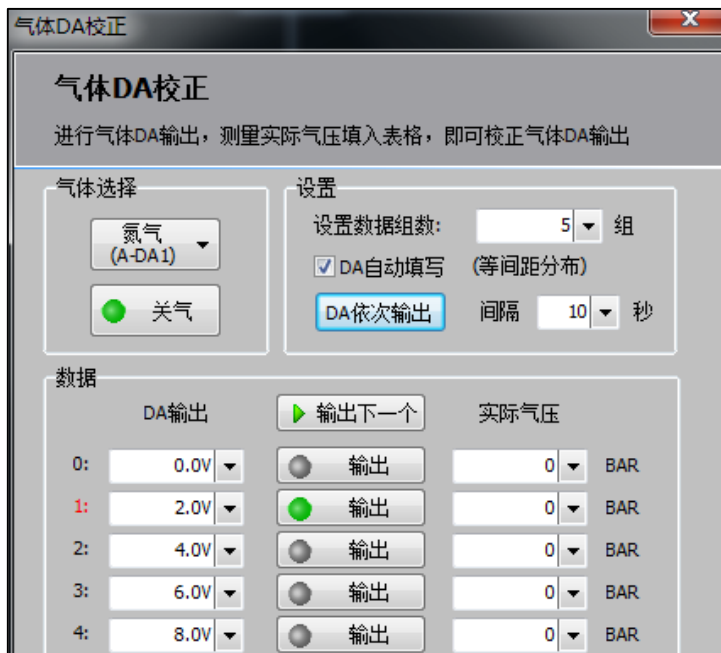 气体DA校正
气体DA校正
进行气体DA输出，测量实际气压填入表格，即可校正气体DA输出
气体选择
氮气
(A-DA1)
关气
设置
设置数据组数: 5 组
DA自动填写 (等间距分布)
DA依次输出 间隔 10 秒
数据
DA输出 输出下一个 实际气压
0: 0.0V 输出 0 BAR
1: 2.0V 输出 0 BAR
2: 4.0V 输出 0 BAR
3: 6.0V 输出 0 BAR
4: 8.0V 输出 0 BAR